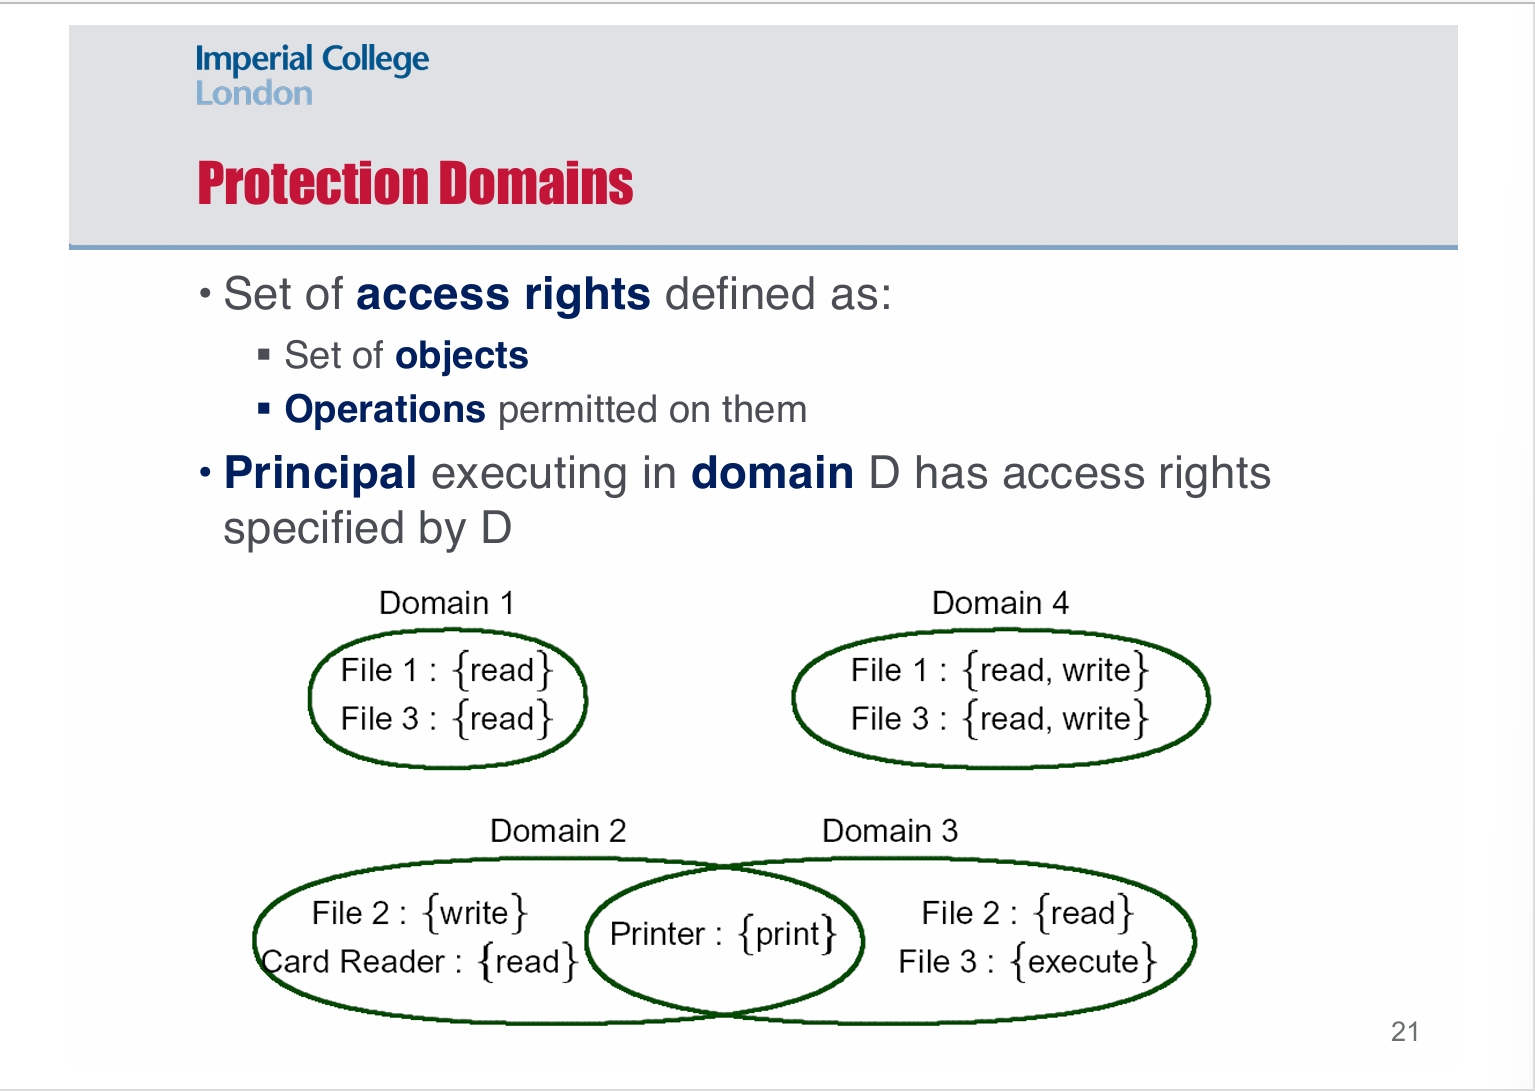 Imperial College
London
Protection Domains
• Set of access rights defined as:
▪ Set of objects
▪ Operations permitted on them
• Principal executing in domain D has access rights
specified by D
Domain 1
File 1 : {read}
File 3 : {read}
Domain 4
File 1 : {read, write}
File 3 : {read, write}
Domain 2
File 2 : {write}
Card Reader : {read}
Printer : {print}
Domain 3
File 2 : {read}
File 3 : {execute}
21